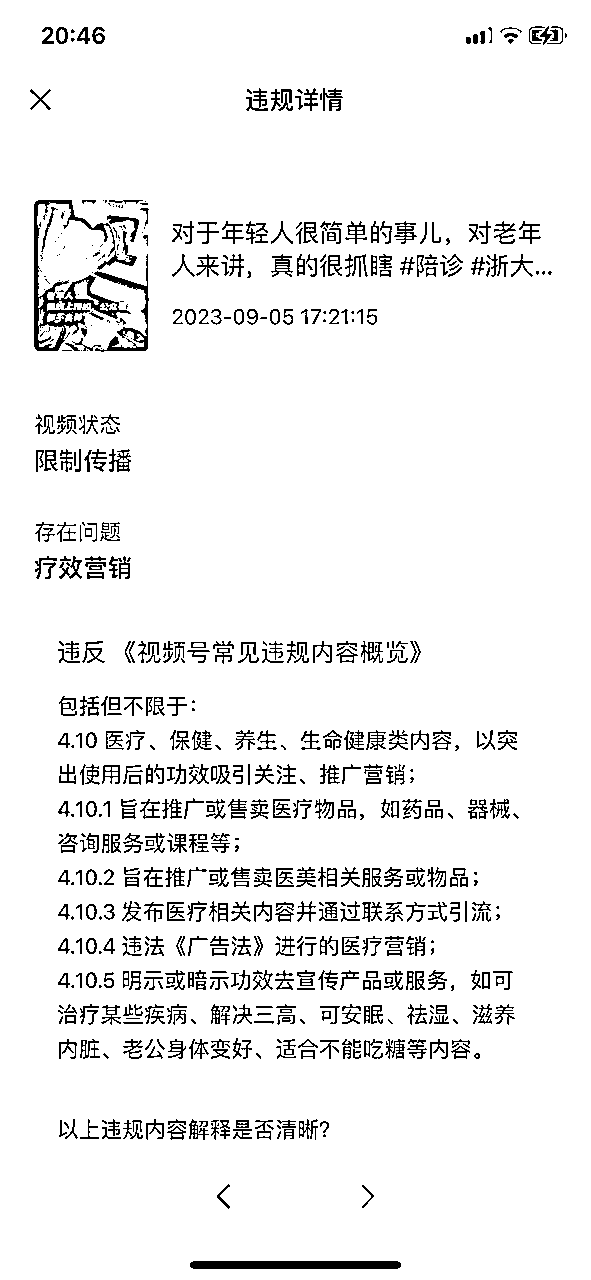 20:46
违规详情
对于年轻人很简单的事儿，对老年
人来讲，真的很抓瞎 #陪诊 #浙大...
2023-09-05 17:21:15
视频状态
限制传播
存在问题
疗效营销
违反 《视频号常见违规内容概览》
包括但不限于：
4.10 医疗、保健、养生、生命健康类内容，以突
出使用后的功效吸引关注、推广营销；
4.10.1 旨在推广或售卖医疗物品，如药品、器械、
咨询服务或课程等；
4.10.2 旨在推广或售卖医美相关服务或物品；
4.10.3 发布医疗相关内容并通过联系方式引流；
4.10.4 违法《广告法》进行的医疗营销；
4.10.5 明示或暗示功效去宣传产品或服务，如可
治疗某些疾病、解决三高、可安眠、祛湿、滋养
内脏、老公身体变好、适合不能吃糖等内容。
以上违规内容解释是否清晰？